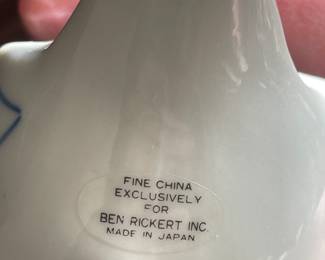 FINE CHINA
EXCLUSIVELY
FOR
BEN RICKERT INC.
MADE IN JAPAN